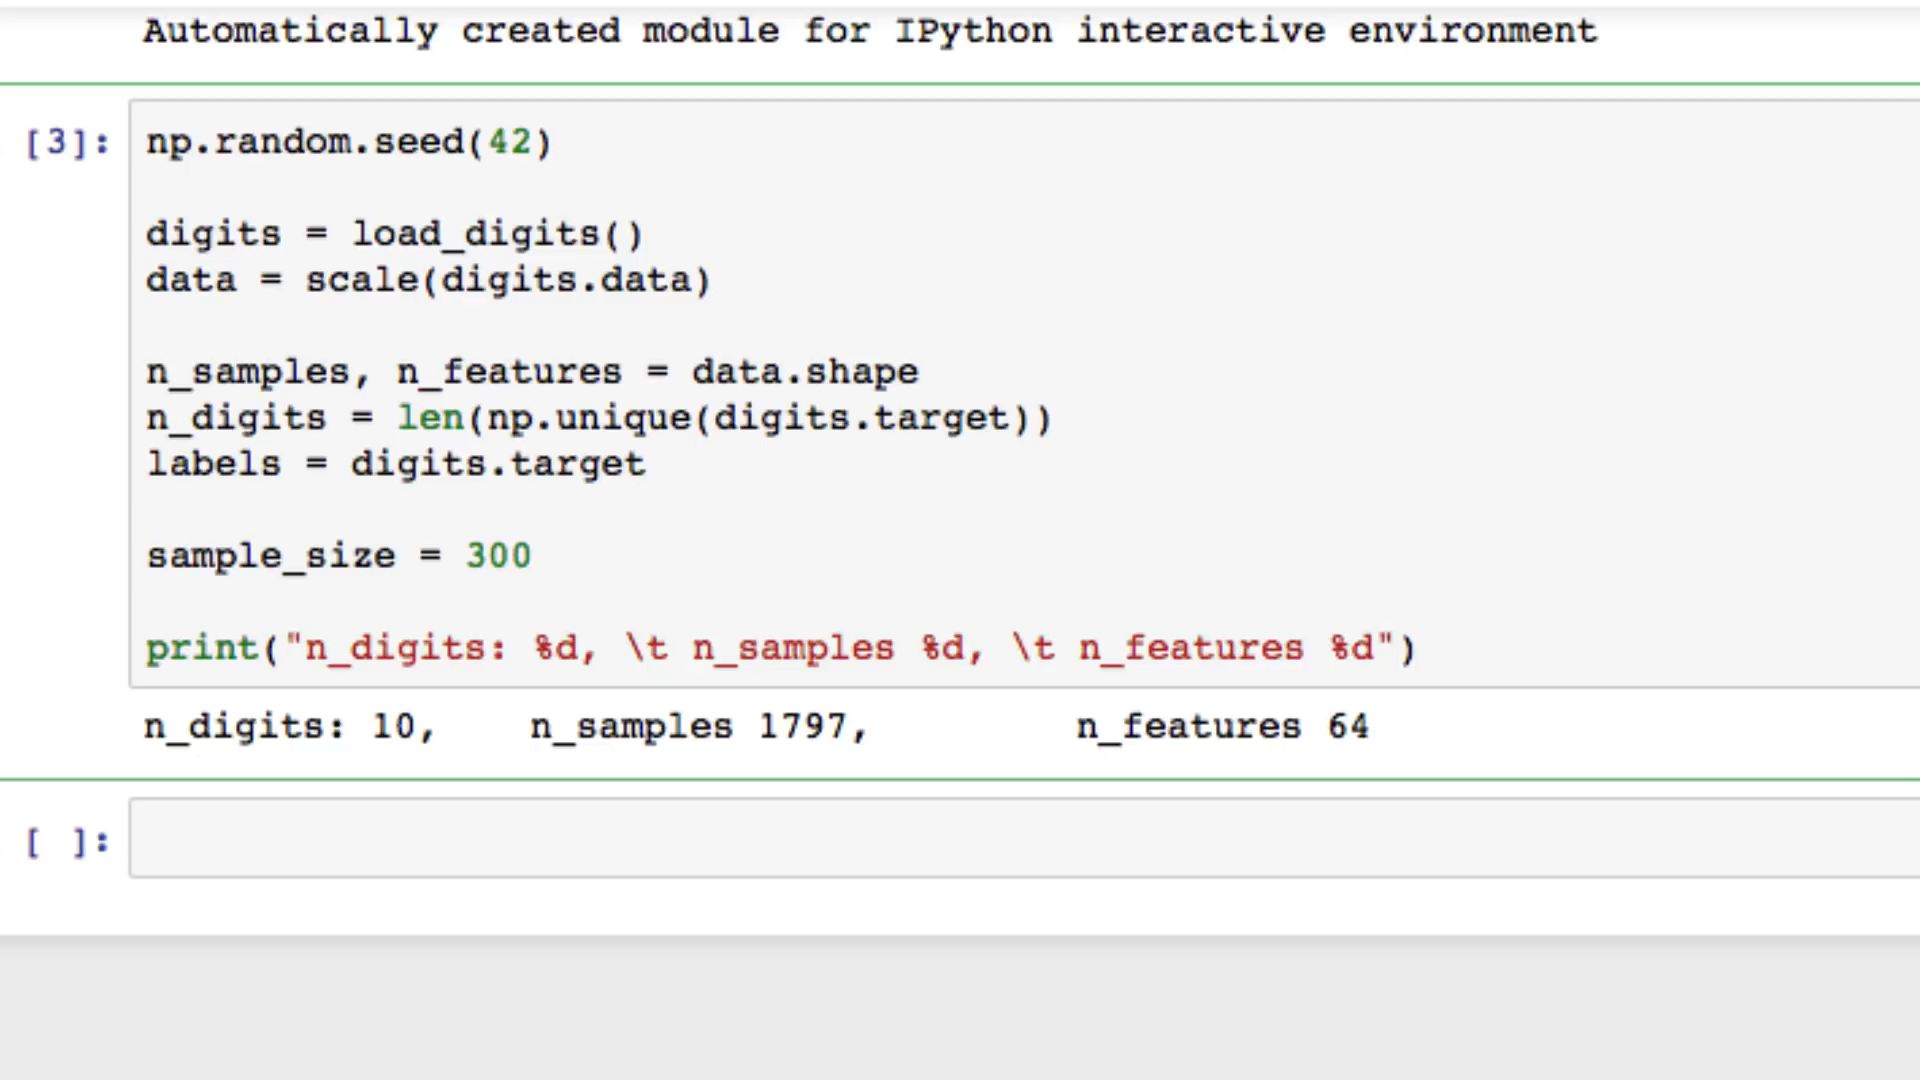 Automatically created module for IPython interactive environment
[3]: np.random.seed(42)
digits = load_digits()
data = scale(digits.data)
n_samples, n_features = data.shape
n_digits = len(np.unique(digits.target))
labels = digits.target
sample_size = 300
print("n_digits: %d, \t n_samples %d, \t n_features %d")
n_digits: 10, n_samples 1797, n_features 64
[ ]: